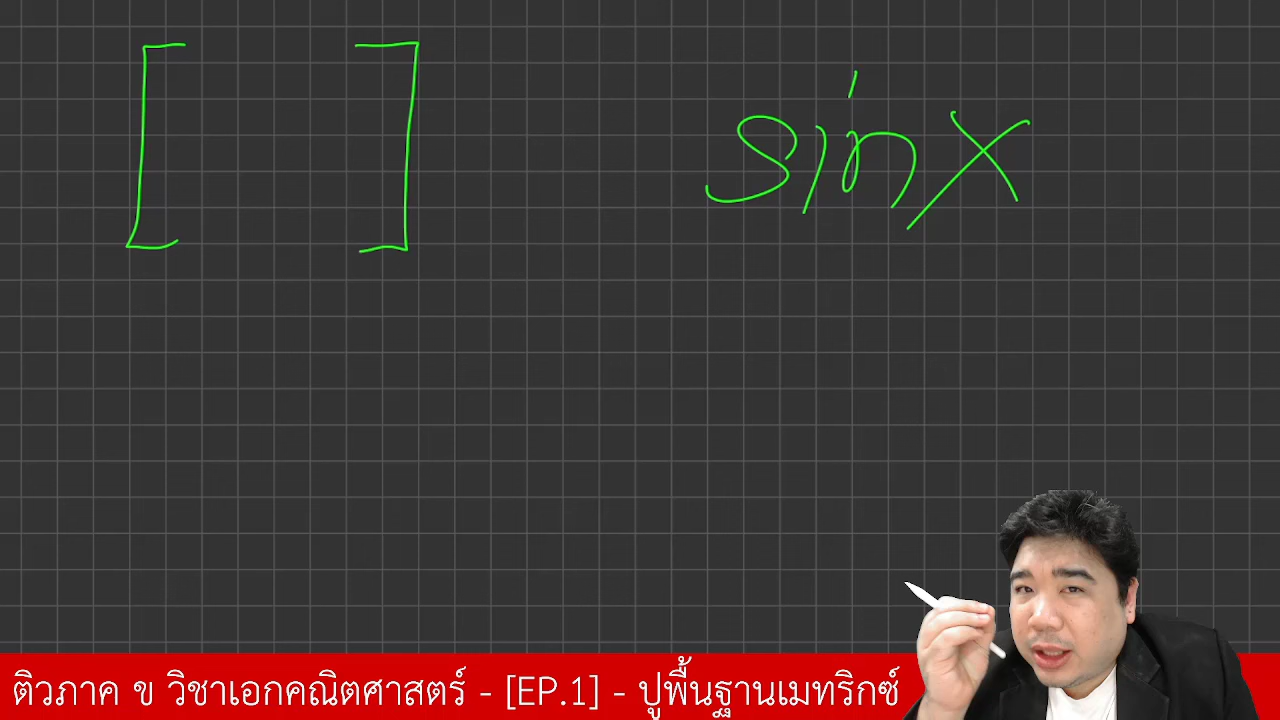 [ ] sin x
ติวภาค ข วิชาเอกคณิตศาสตร์ - [EP.1] - ปูพื้นฐานเมทริกซ์